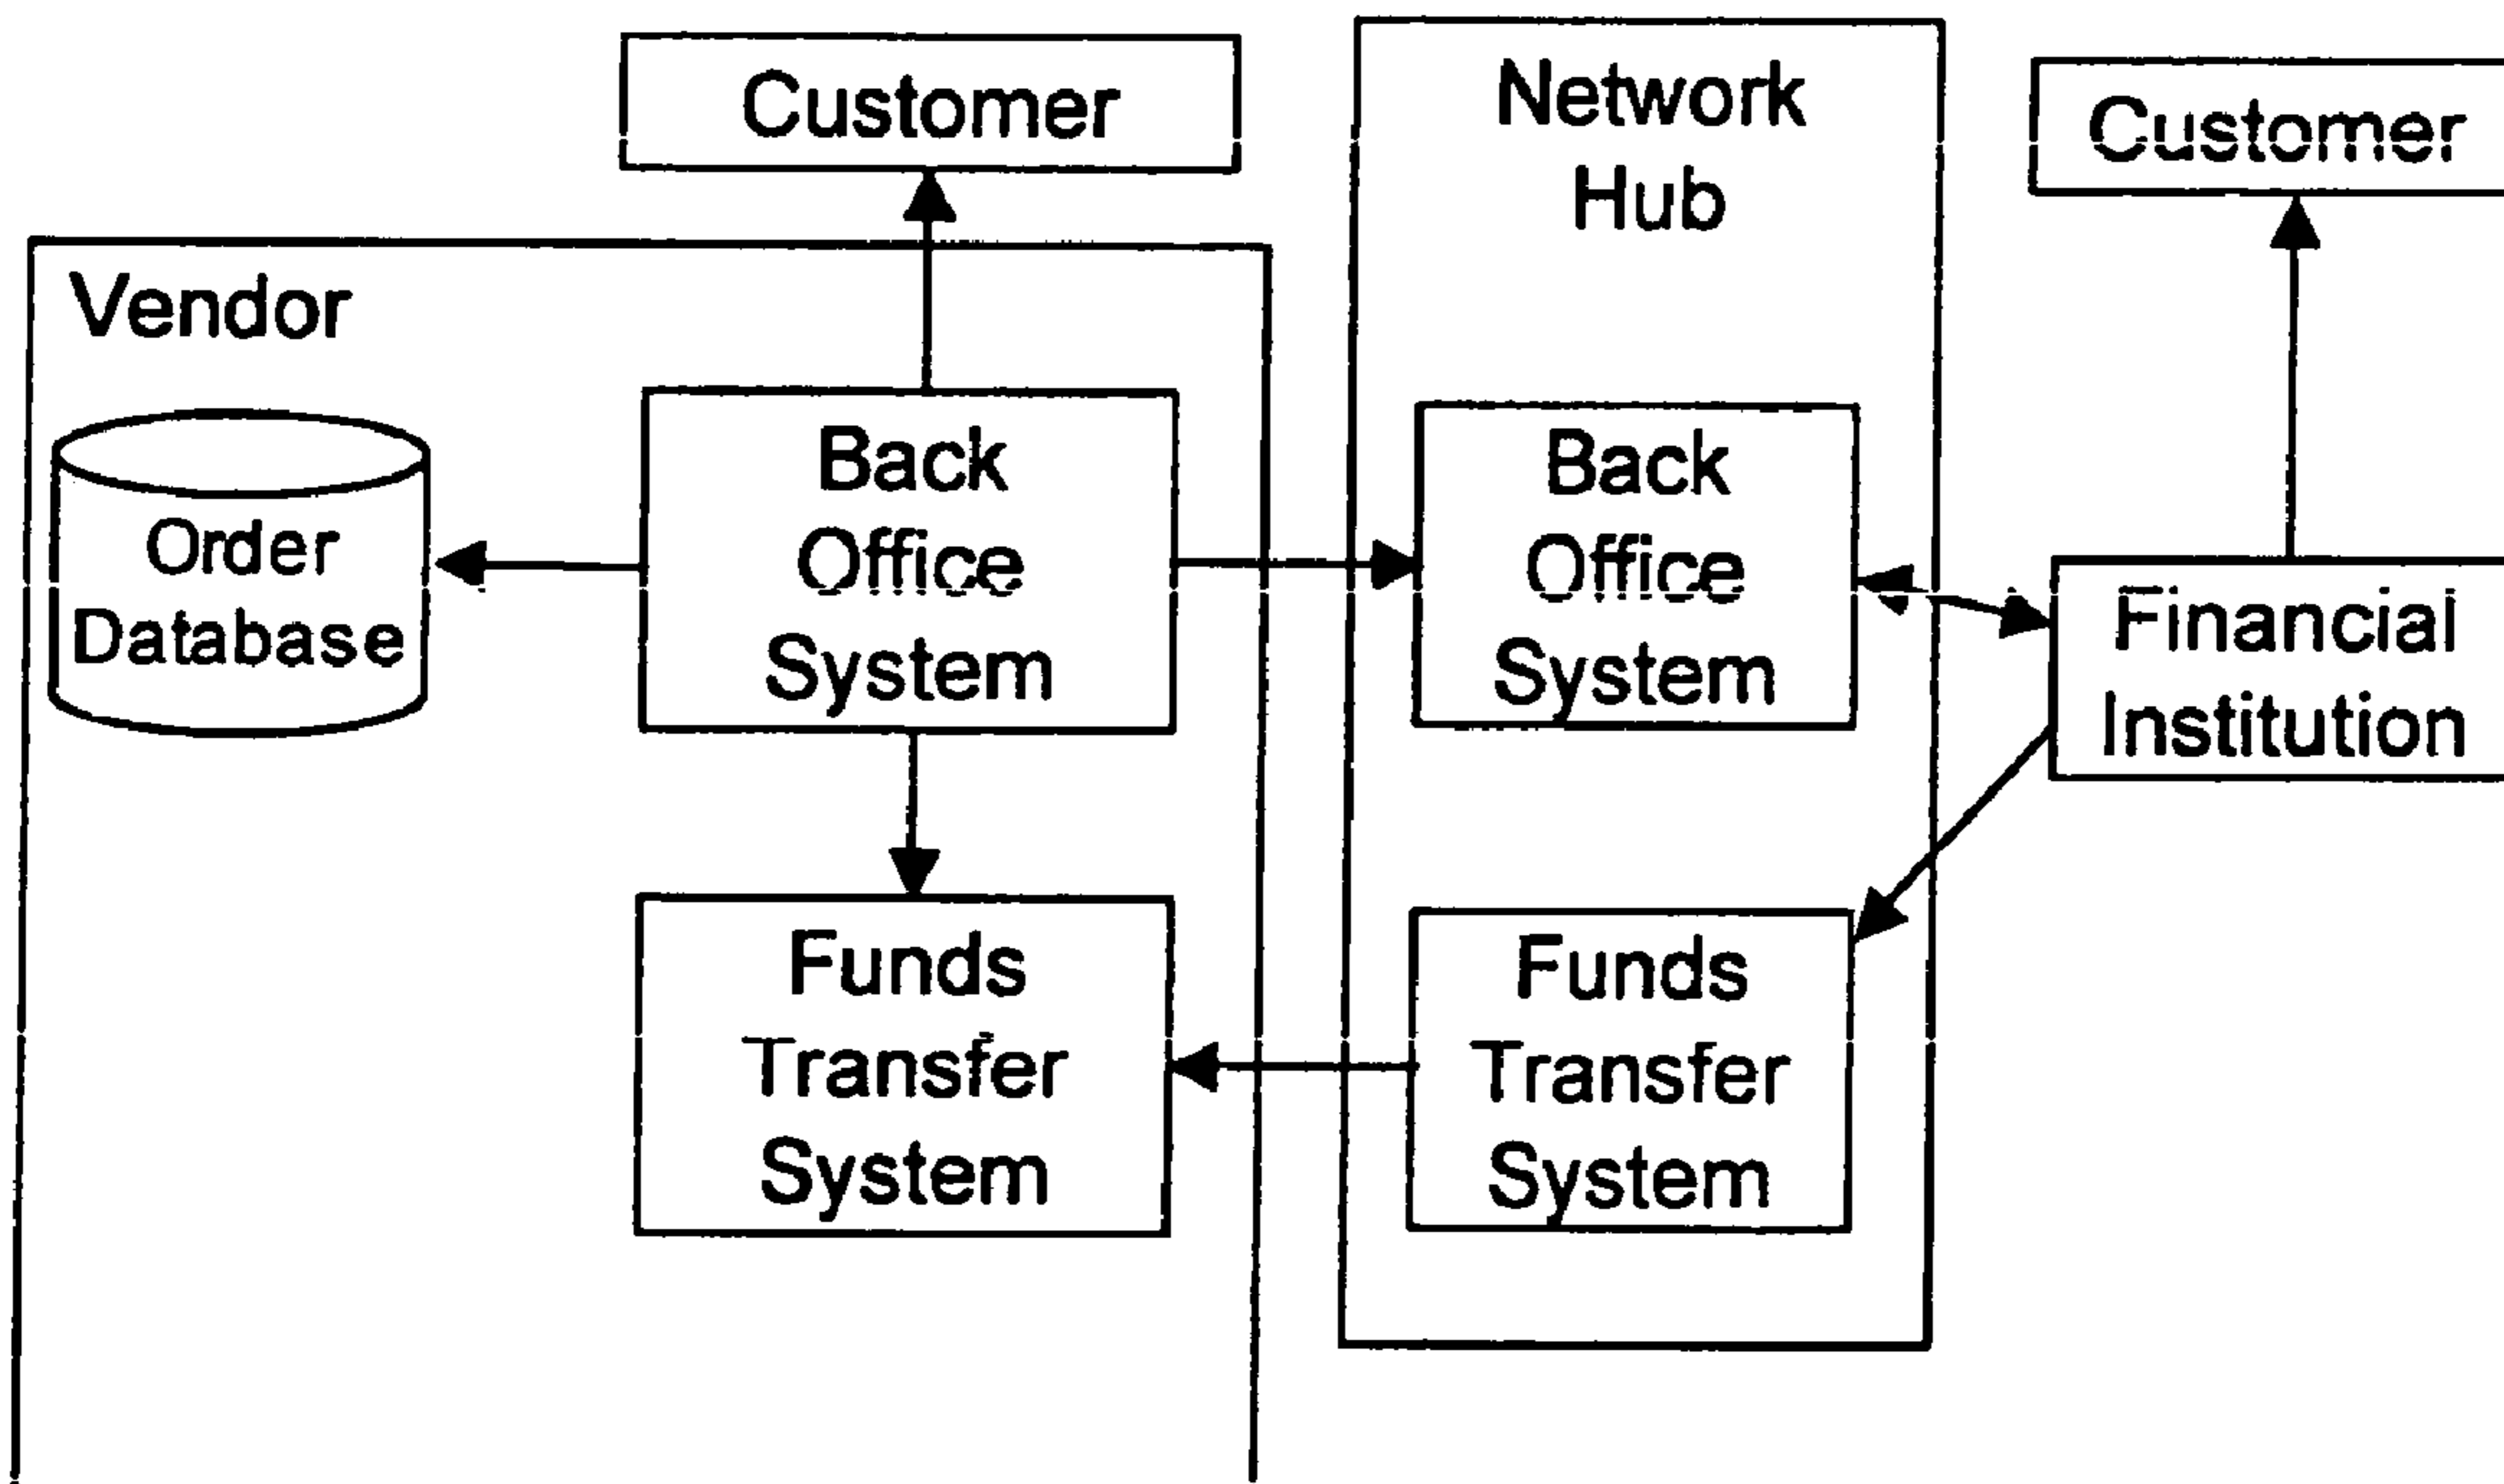 Customer
Network
Hub
Customer
Vendor
Order
Database
Back
Office
System
Back
Office
System
Financial
Institution
Funds
Transfer
System
Funds
Transfer
System